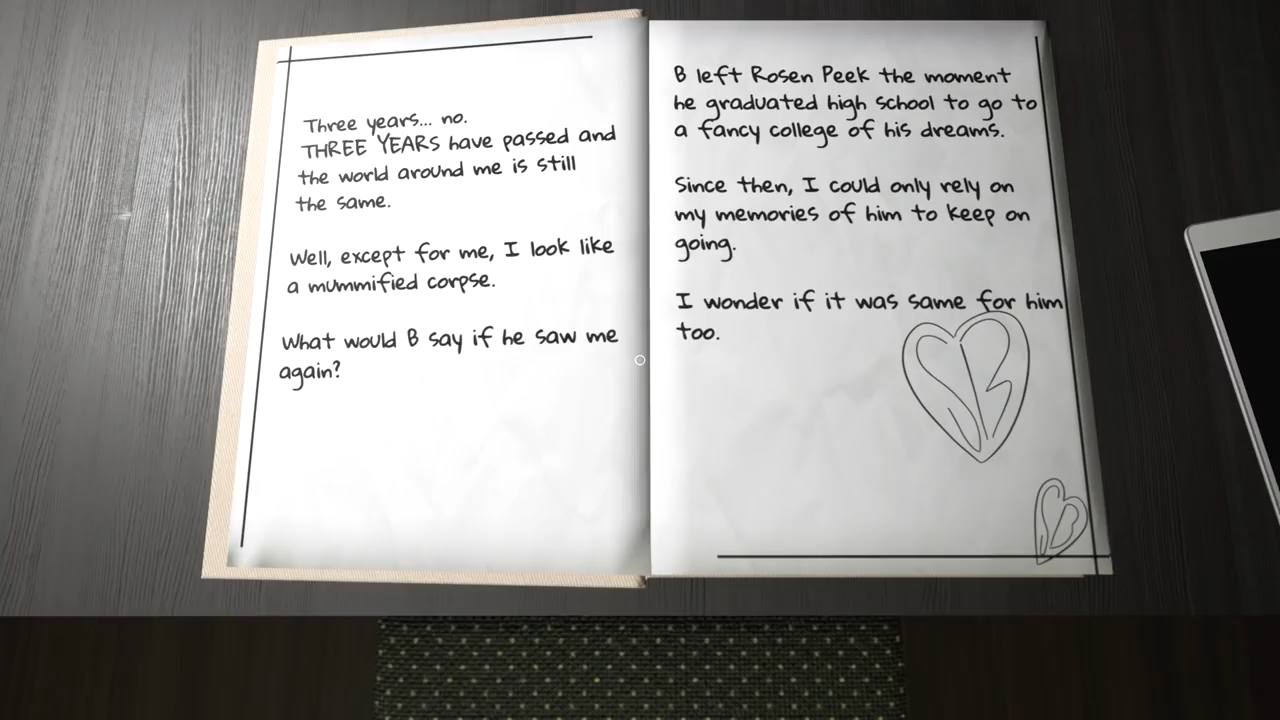 Three years... no.
THREE YEARS have passed and
the world around me is still
the same.
Well, except for me, I look like
a mummified corpse.
What would B say if he saw me
again?
B left Rosen Peek the moment
he graduated high school to go to
a fancy college of his dreams.
Since then, I could only rely on
my memories of him to keep on
going.
I wonder if it was same for him
too.